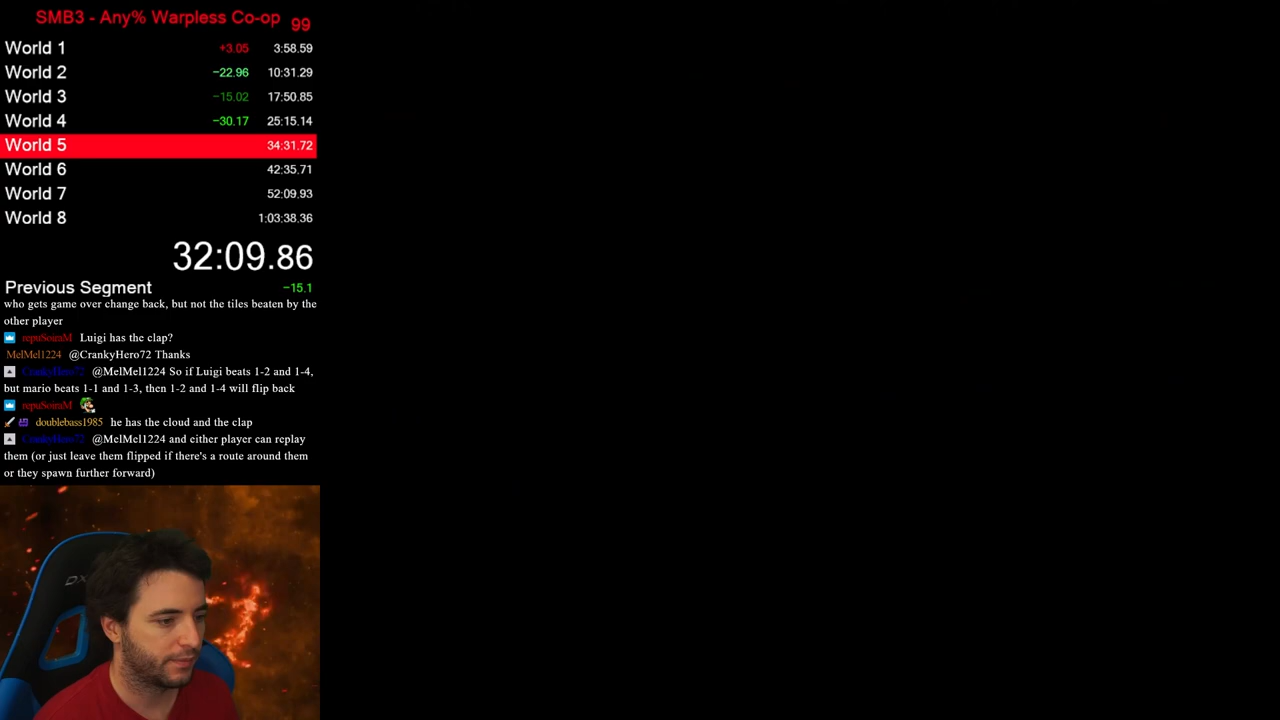 SMB3 - Any% Warpless Co-op 99
World 1 +3.05 3:58.59
World 2 −22.96 10:31.29
World 3 −15.02 17:50.85
World 4 −30.17 25:15.14
World 5 34:31.72
World 6 42:35.71
World 7 52:09.93
World 8 1:03:38.36
32:09.86
Previous Segment −15.1
who gets game over change back, but not the tiles beaten by the
other player
repuSoiraM Luigi has the clap?
MelMel1224 @CrankyHero72 Thanks
CrankyHero72 @MelMel1224 So if Luigi beats 1-2 and 1-4,
but mario beats 1-1 and 1-3, then 1-2 and 1-4 will flip back
repuSoiraM
doublebass1985 he has the cloud and the clap
CrankyHero72 @MelMel1224 and either player can replay
them (or just leave them flipped if there's a route around them
or they spawn further forward)